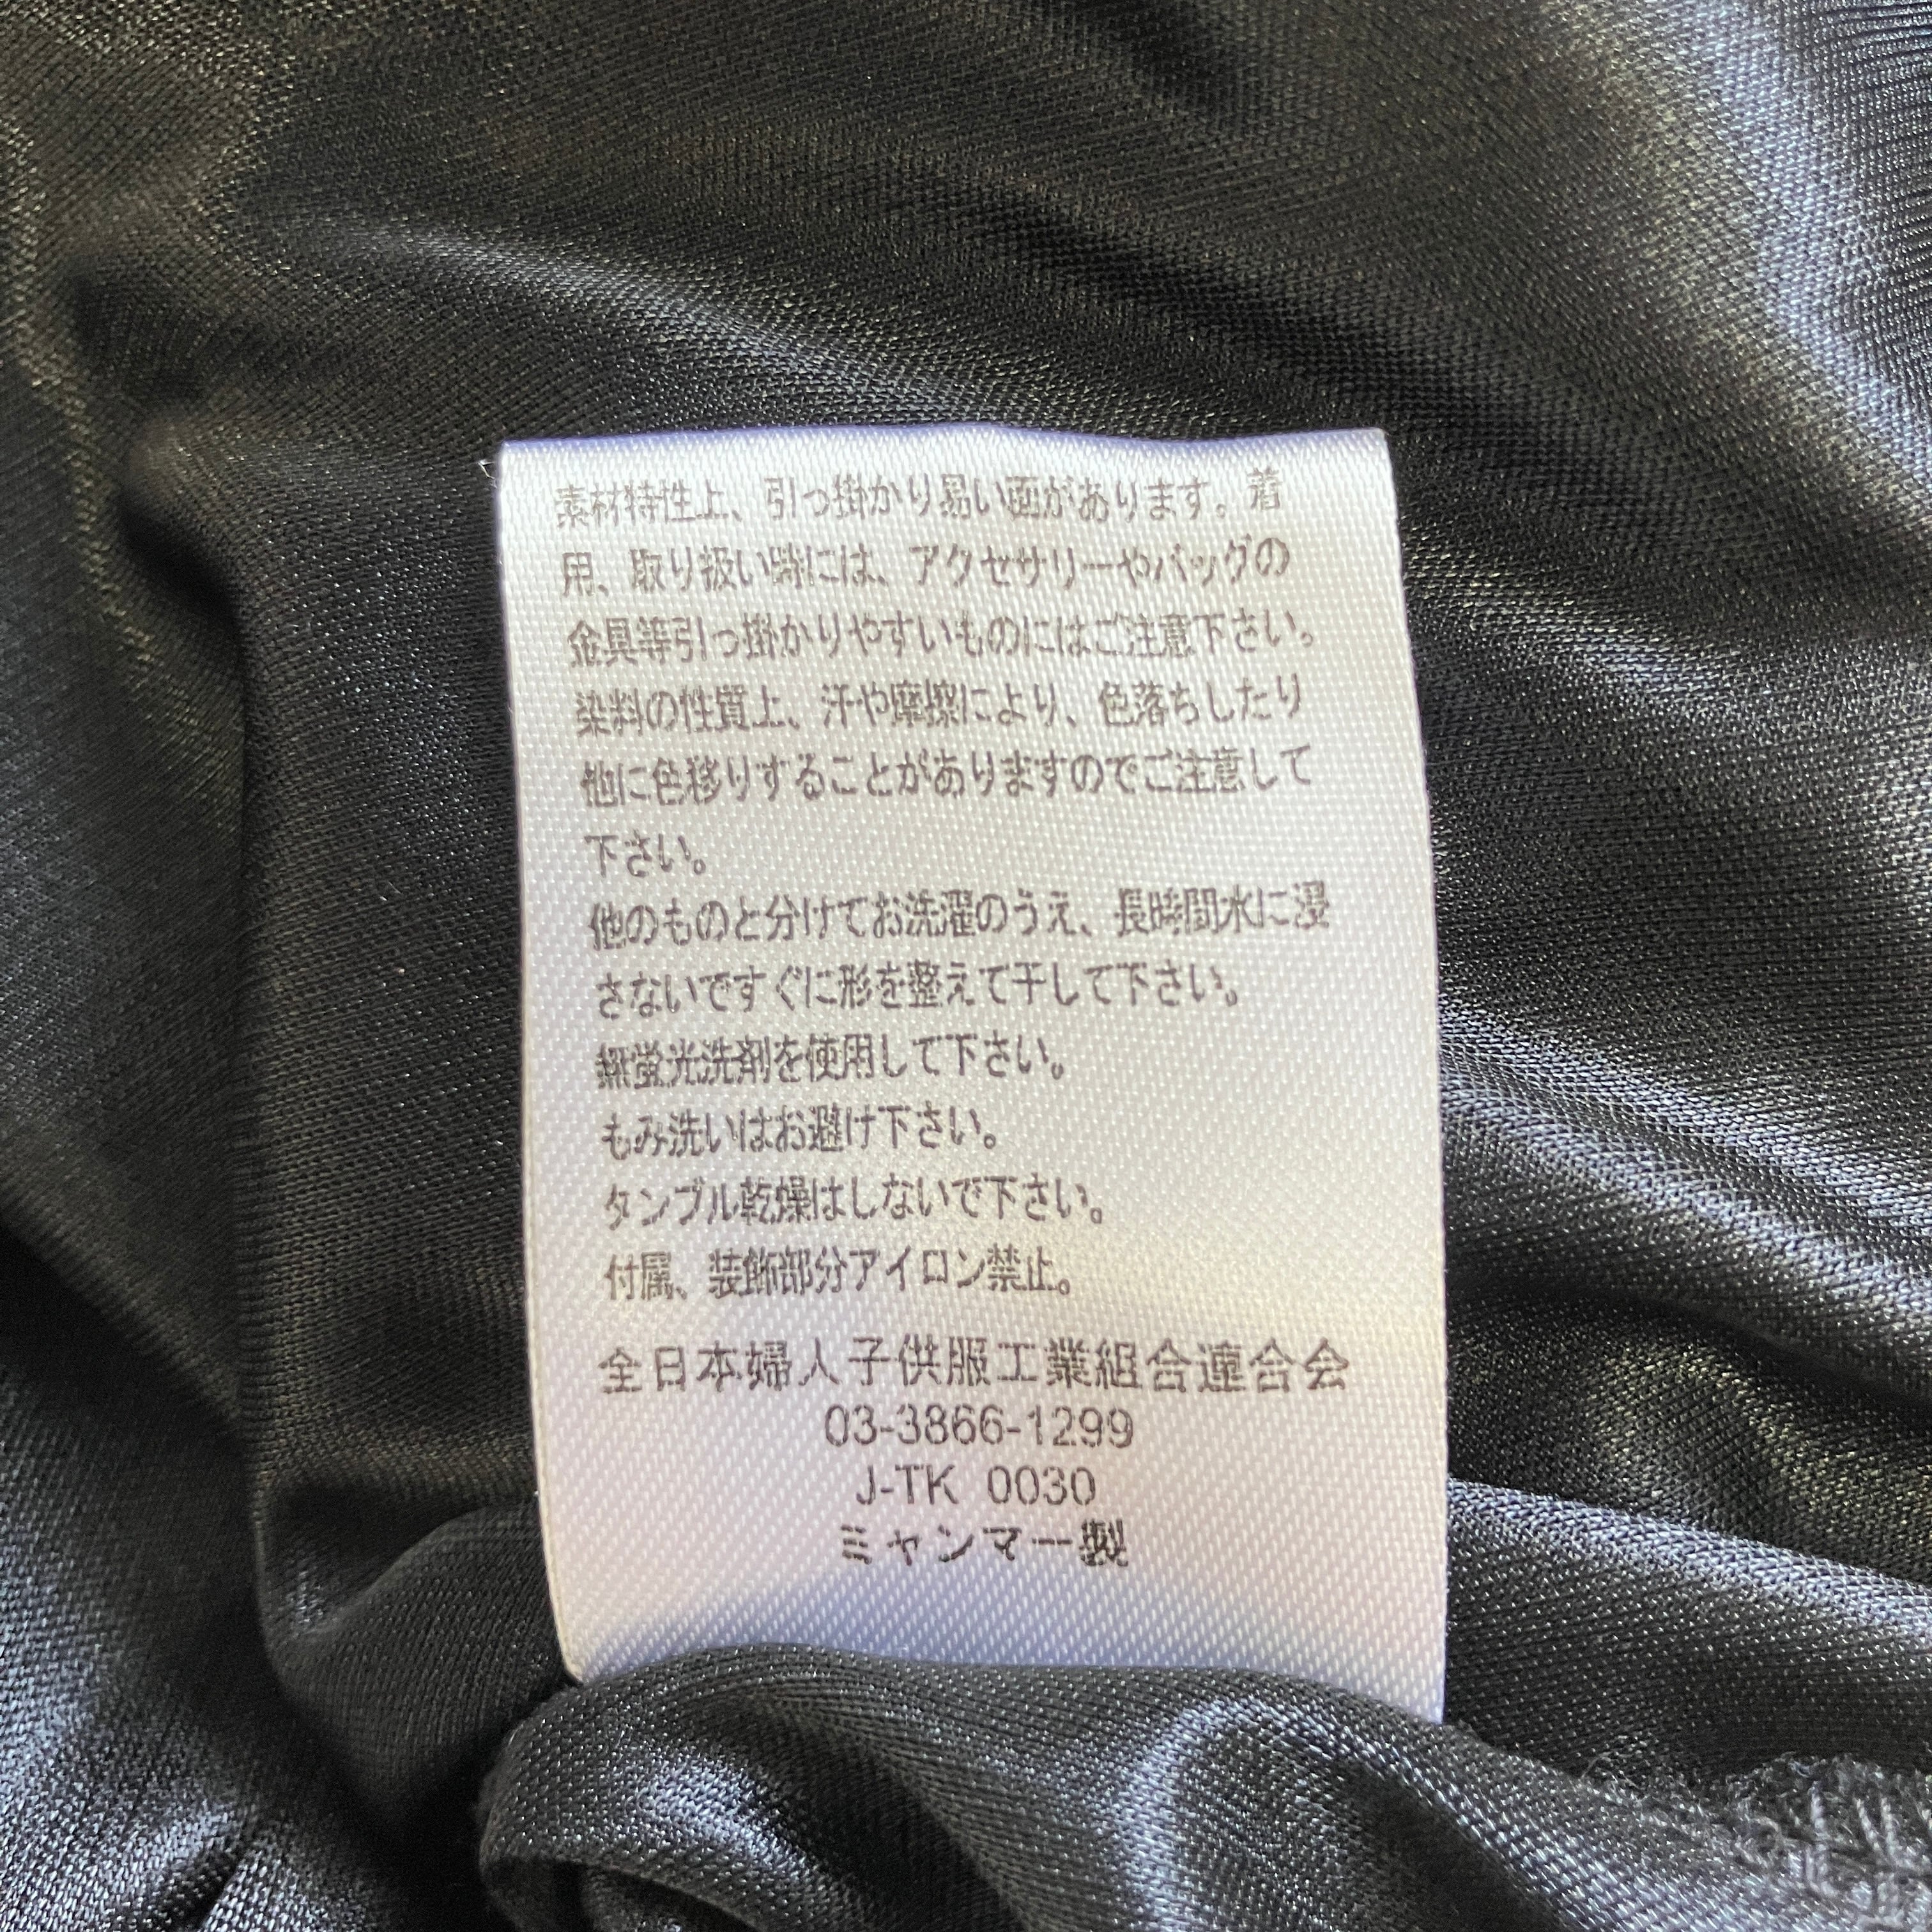 素材特性上、引っ掛かり易い面があります。着
用、取り扱い時には、アクセサリーやバッグの
金具等引っ掛かりやすいものにはご注意下さい。
染料の性質上、汗や摩擦により、色落ちしたり
他に色移りすることがありますのでご注意して
下さい。
他のものと分けてお洗濯のうえ、長時間水に浸
さないですぐに形を整えて干して下さい。
無蛍光洗剤を使用して下さい。
もみ洗いはお避け下さい。
タンブル乾燥はしないで下さい。
付属、装飾部分アイロン禁止。
全日本婦人子供服工業組合連合会
03-3866-1299
J-TK 0030
ミャンマー製